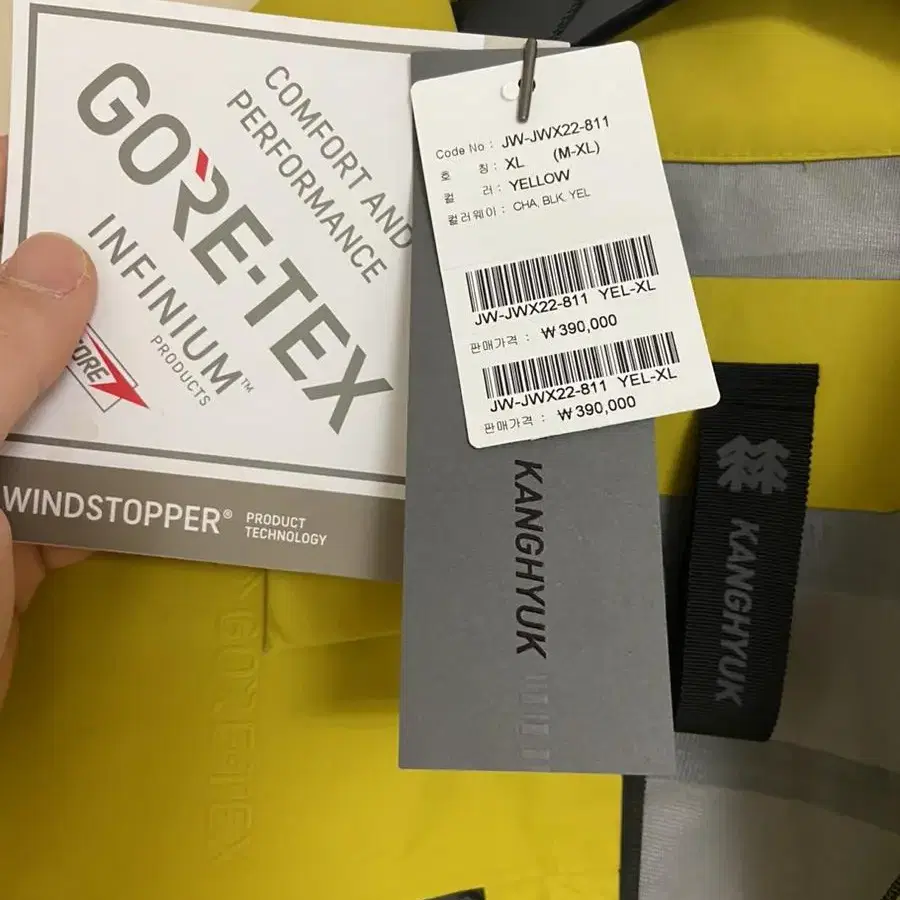 GORE-TEX
INFINIUM™
PRODUCTS
COMFORT AND
PERFORMANCE
WINDSTOPPER®
PRODUCT
TECHNOLOGY
Code No : JW-JWX22-811
호 칭 : XL (M-XL)
컬 러 : YELLOW
컬러웨이 : CHA, BLK, YEL
JW-JWX22-811 YEL-XL
판매가격 : ₩390,000
JW-JWX22-811 YEL-XL
판매가격 : ₩390,000
KANGHYUK
KANGHYUK
GORE-TEX